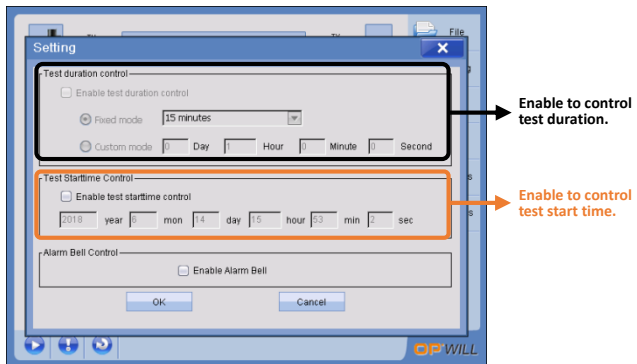 File
Setting
X
Test duration control
Enable test duration control
Fixed mode 15 minutes
Custom mode 0 Day 1 Hour 0 Minute 0 Second
Enable to control
test duration.
Test Starttime Control
Enable test starttime control
2018 year 6 mon 14 day 15 hour 53 min 2 sec
Enable to control
test start time.
Alarm Bell Control
Enable Alarm Bell
OK Cancel
OPWILL